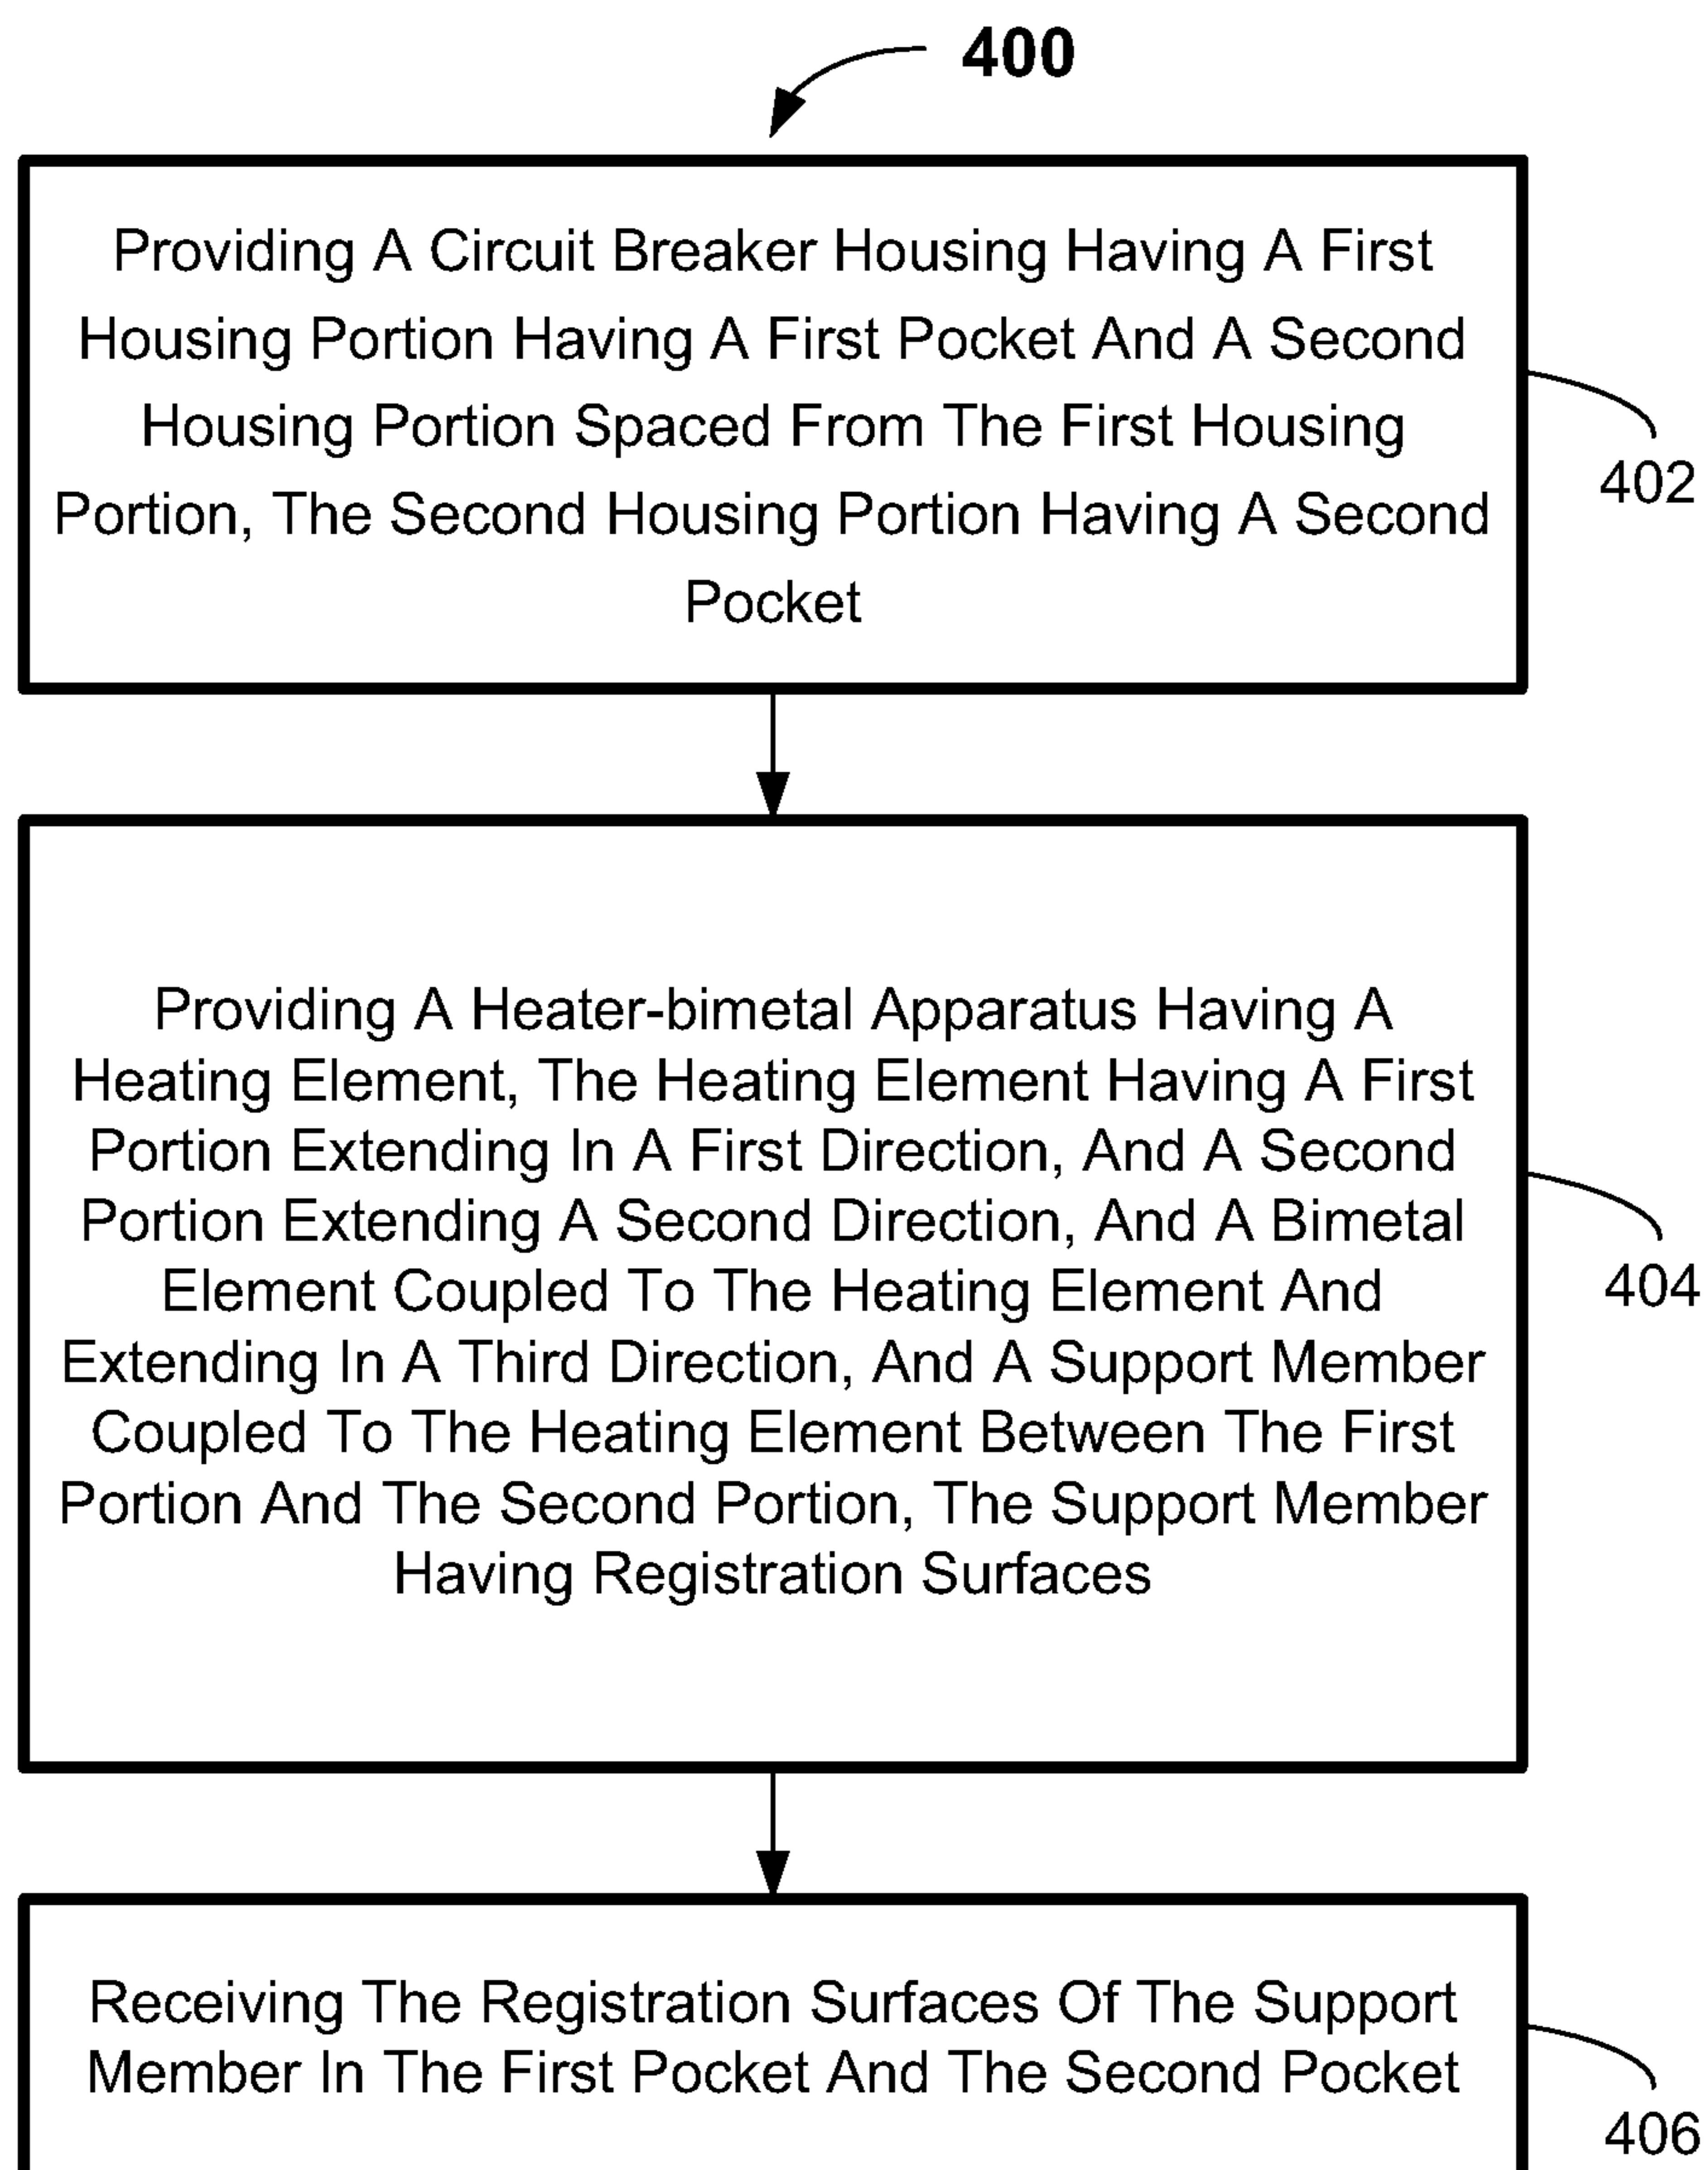 400
Providing A Circuit Breaker Housing Having A First
Housing Portion Having A First Pocket And A Second
Housing Portion Spaced From The First Housing
Portion, The Second Housing Portion Having A Second
Pocket
402
Providing A Heater-bimetal Apparatus Having A
Heating Element, The Heating Element Having A First
Portion Extending In A First Direction, And A Second
Portion Extending A Second Direction, And A Bimetal
Element Coupled To The Heating Element And
Extending In A Third Direction, And A Support Member
Coupled To The Heating Element Between The First
Portion And The Second Portion, The Support Member
Having Registration Surfaces
404
Receiving The Registration Surfaces Of The Support
Member In The First Pocket And The Second Pocket
406